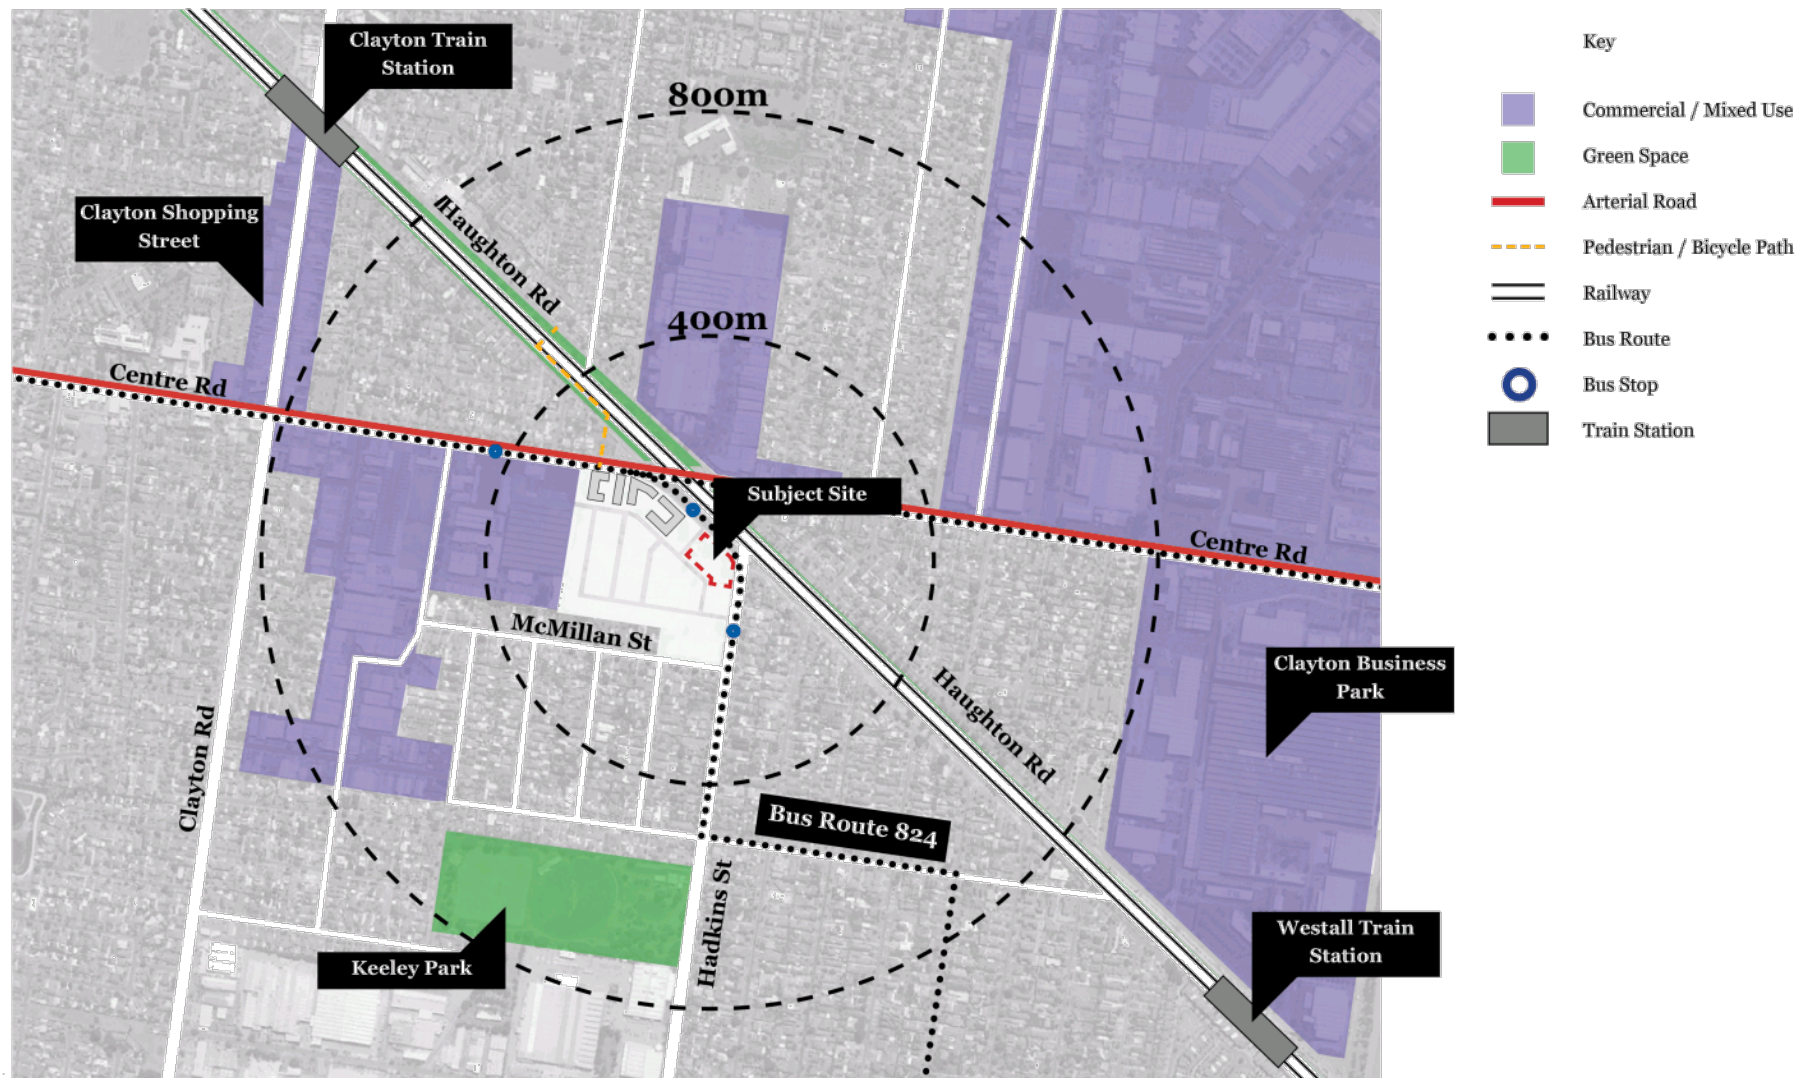 Clayton Train
Station
Key
800m
Commercial / Mixed Use
Green Space
Clayton Shopping
Street
Haughton Rd
Arterial Road
Pedestrian / Bicycle Path
Railway
400m
Bus Route
Centre Rd
Bus Stop
Train Station
Subject Site
Centre Rd
McMillan St
Clayton Business
Park
Haughton Rd
Clayton Rd
Bus Route 824
Hadkins St
Westall Train
Station
Keeley Park